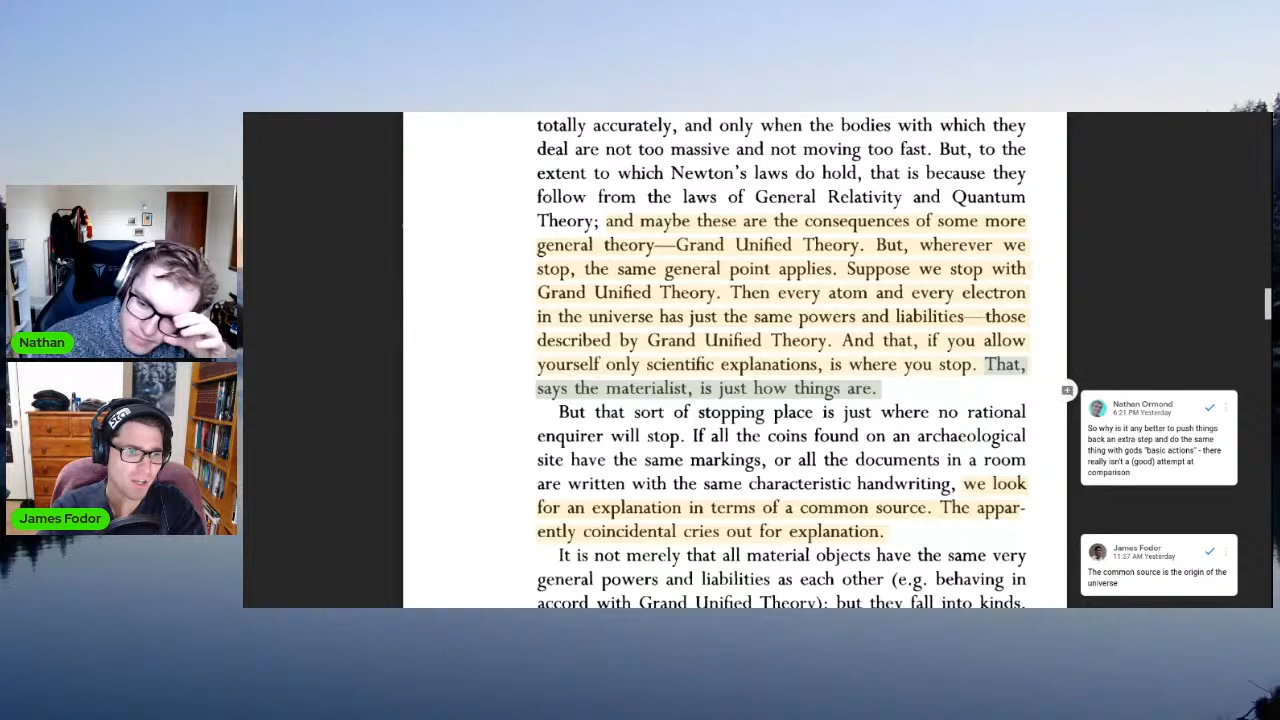 totally accurately, and only when the bodies with which they
deal are not too massive and not moving too fast. But, to the
extent to which Newton's laws do hold, that is because they
follow from the laws of General Relativity and Quantum
Theory; and maybe these are the consequences of some more
general theory—Grand Unified Theory. But, wherever we
stop, the same general point applies. Suppose we stop with
Grand Unified Theory. Then every atom and every electron
in the universe has just the same powers and liabilities—those
described by Grand Unified Theory. And that, if you allow
yourself only scientific explanations, is where you stop. That,
says the materialist, is just how things are.
But that sort of stopping place is just where no rational
enquirer will stop. If all the coins found on an archaeological
site have the same markings, or all the documents in a room
are written with the same characteristic handwriting, we look
for an explanation in terms of a common source. The appar-
ently coincidental cries out for explanation.
It is not merely that all material objects have the same very
general powers and liabilities as each other (e.g. behaving in
accord with Grand Unified Theory); but they fall into kinds,
Nathan
James Fodor
Nathan Ormond
6:21 PM Yesterday
So why is it any better to push things
back an extra step and do the same
thing with gods "basic actions" - there
really isn't a (good) attempt at
comparison
James Fodor
11:57 AM Yesterday
The common source is the origin of the
universe